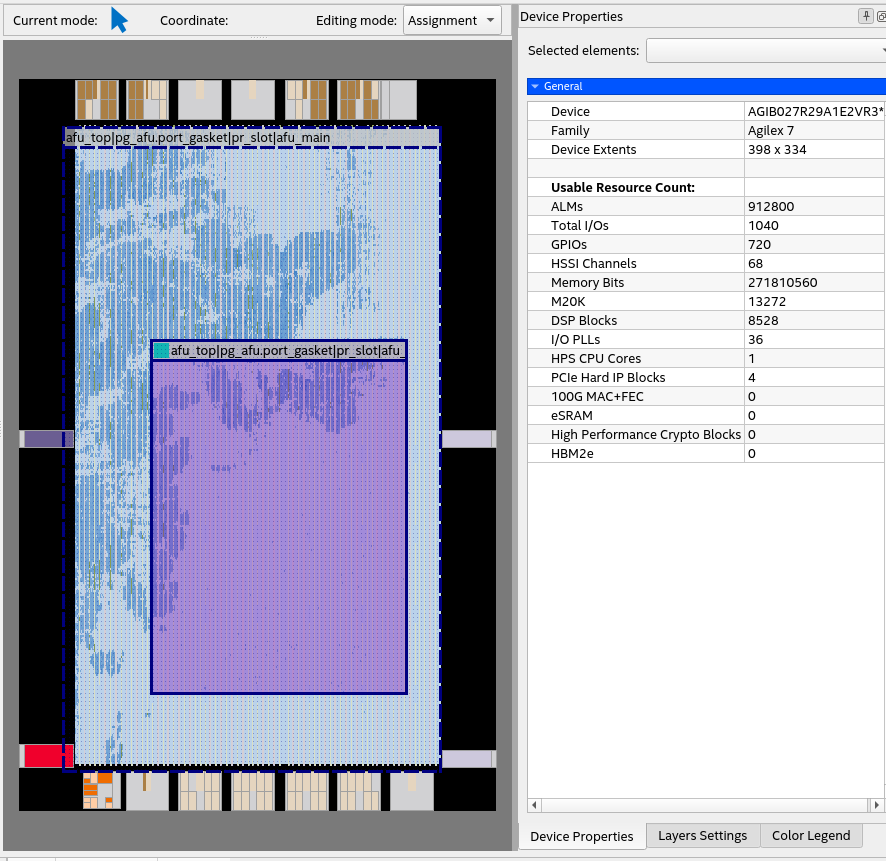 Current mode: Coordinate: Editing mode: Assignment
afu_top|pg_afu.port_gasket|pr_slot|afu_main
afu_top|pg_afu.port_gasket|pr_slot|afu_
Device Properties
Selected elements:
General
Device AGIB027R29A1E2VR3*
Family Agilex 7
Device Extents 398 x 334
Usable Resource Count:
ALMs 912800
Total I/Os 1040
GPIOs 720
HSSI Channels 68
Memory Bits 271810560
M20K 13272
DSP Blocks 8528
I/O PLLs 36
HPS CPU Cores 1
PCIe Hard IP Blocks 4
100G MAC+FEC 0
eSRAM 0
High Performance Crypto Blocks 0
HBM2e 0
Device Properties Layers Settings Color Legend